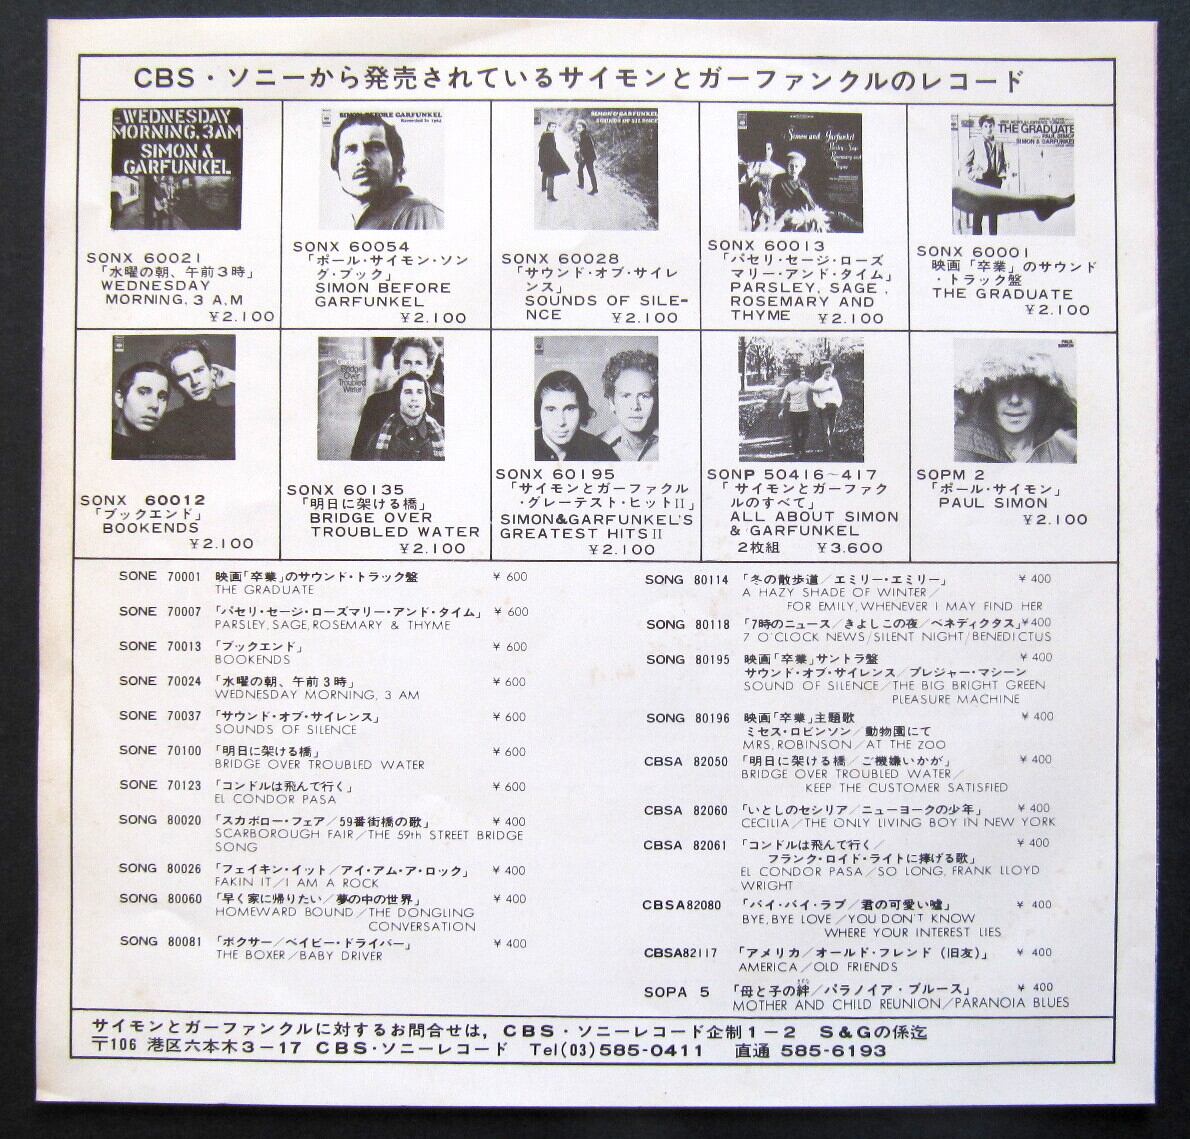 CBS・ソニーから発売されているサイモンとガーファンクルのレコード
WEDNESDAY
MORNING, 3AM
SIMON &
GARFUNKEL
SONX 60021
「水曜の朝、午前3時」
WEDNESDAY
MORNING, 3 A.M
¥2.100
SIMON BEFORE GARFUNKEL
Recorded In 1964
SONX 60054
「ポール・サイモン・ソン
グ・ブック」
SIMON BEFORE
GARFUNKEL
¥2.100
SIMON & GARFUNKEL
SOUNDS OF SILENCE
SONX 60028
「サウンド・オブ・サイレ
ンス」
SOUNDS OF SILE-
NCE ¥2.100
Simon and Garfunkel
Parsley, Sage
Rosemary and
Thyme
SONX 60013
「パセリ・セージ・ローズ
マリー・アンド・タイム」
PARSLEY, SAGE,
ROSEMARY AND
THYME ¥2.100
THE GRADUATE
PAUL SIMON
SIMON & GARFUNKEL
SONX 60001
映画「卒業」のサウンド
・トラック盤
THE GRADUATE
¥2.100
SONX 60012
「ブックエンド」
BOOKENDS
¥2.100
Garfunkel
Bridge
Over
Troubled
Water
SONX 60135
「明日に架ける橋」
BRIDGE OVER
TROUBLED WATER
¥2.100
SONX 60195
「サイモンとガーファクル
・グレーテスト・ヒットII」
SIMON&GARFUNKEL'S
GREATEST HITS II
¥2.100
SONP 50416~417
「サイモンとガーファク
ルのすべて」
ALL ABOUT SIMON
& GARFUNKEL
2枚組 ¥3.600
PAUL
SIMON
SOPM 2
「ポール・サイモン」
PAUL SIMON
¥2.100
SONE 70001 映画「卒業」のサウンド・トラック盤 ¥ 600
THE GRADUATE
SONE 70007 「パセリ・セージ・ローズマリー・アンド・タイム」 ¥ 600
PARSLEY, SAGE, ROSEMARY & THYME
SONE 70013 「ブックエンド」 ¥ 600
BOOKENDS
SONE 70024 「水曜の朝、午前3時」 ¥ 600
WEDNESDAY MORNING, 3 AM
SONE 70037 「サウンド・オブ・サイレンス」 ¥ 600
SOUNDS OF SILENCE
SONE 70100 「明日に架ける橋」 ¥ 600
BRIDGE OVER TROUBLED WATER
SONE 70123 「コンドルは飛んで行く」 ¥ 600
EL CONDOR PASA
SONG 80020 「スカボロー・フェア/59番街橋の歌」 ¥ 400
SCARBOROUGH FAIR/THE 59th STREET BRIDGE
SONG
SONG 80026 「フェイキン・イット/アイ・アム・ア・ロック」 ¥ 400
FAKIN IT/I AM A ROCK
SONG 80060 「早く家に帰りたい/夢の中の世界」 ¥ 400
HOMEWARD BOUND/THE DONGLING
CONVERSATION
SONG 80081 「ボクサー/ベイビー・ドライバー」 ¥ 400
THE BOXER/BABY DRIVER
SONG 80114 「冬の散歩道/エミリー・エミリー」 ¥ 400
A HAZY SHADE OF WINTER/
FOR EMILY, WHENEVER I MAY FIND HER
SONG 80118 「7時のニュース/きよしこの夜/ベネディクタス」¥400
7 O'CLOCK NEWS/SILENT NIGHT/BENEDICTUS
SONG 80195 映画「卒業」サントラ盤 ¥ 400
サウンド・オブ・サイレンス/プレジャー・マシーン
SOUND OF SILENCE/THE BIG BRIGHT GREEN
PLEASURE MACHINE
SONG 80196 映画「卒業」主題歌 ¥ 400
ミセス・ロビンソン/動物園にて
MRS, ROBINSON/AT THE ZOO
CBSA 82050 「明日に架ける橋/ご機嫌いかが」 ¥ 400
BRIDGE OVER TROUBLED WATER/
KEEP THE CUSTOMER SATISFIED
CBSA 82060 「いとしのセシリア/ニューヨークの少年」 ¥ 400
CECILIA/THE ONLY LIVING BOY IN NEW YORK
CBSA 82061 「コンドルは飛んで行く/ ¥ 400
フランク・ロイド・ライトに捧げる歌」
EL CONDOR PASA/SO LONG, FRANK LLOYD
WRIGHT
CBSA82080 「バイ・バイ・ラブ/君の可愛い嘘」 ¥ 400
BYE, BYE LOVE/YOU DON'T KNOW
WHERE YOUR INTEREST LIES
CBSA82117 「アメリカ/オールド・フレンド(旧友)」 ¥ 400
AMERICA/OLD FRIENDS
SOPA 5 「母と子の絆/パラノイア・ブルース」 ¥ 400
MOTHER AND CHILD REUNION/PARANOIA BLUES
サイモンとガーファンクルに対するお問合せは, CBS・ソニーレコード企制1-2 S&Gの係迄
〒106 港区六本木3-17 CBS・ソニーレコード Tel(03)585-0411 直通 585-6193